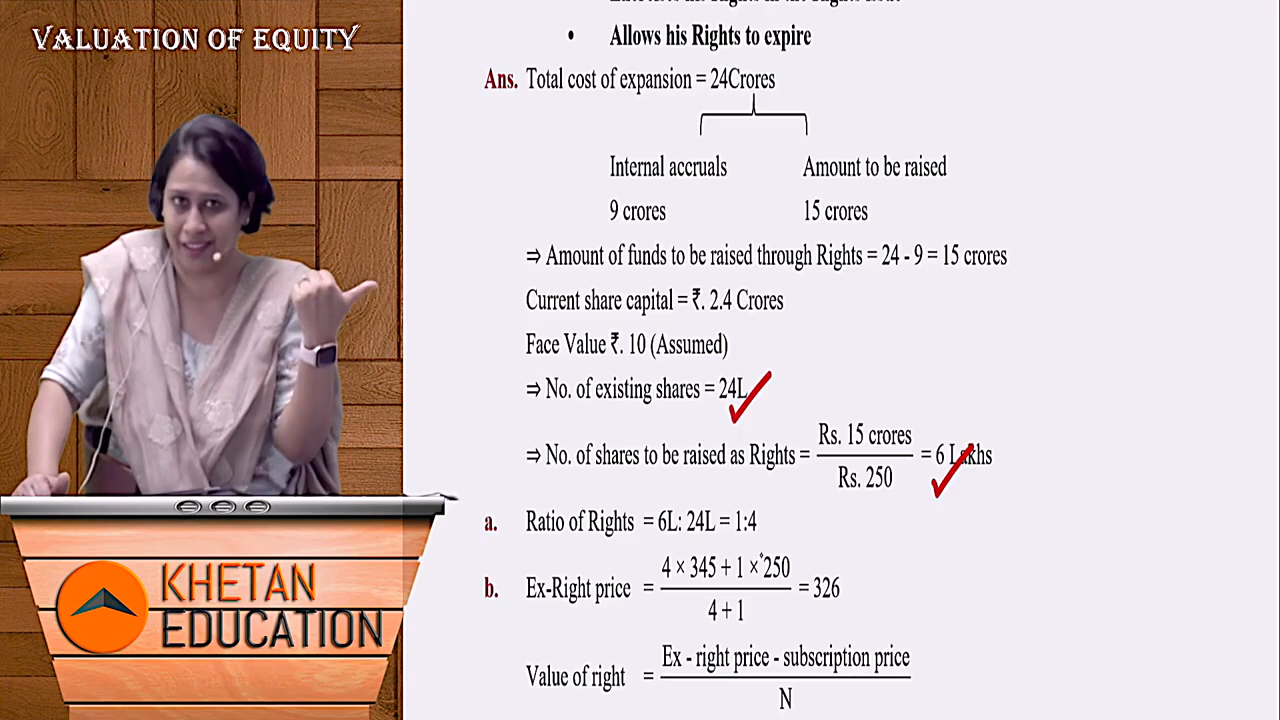 VALUATION OF EQUITY
• Allows his Rights to expire
Ans. Total cost of expansion = 24Crores
Internal accruals Amount to be raised
9 crores 15 crores
⇒ Amount of funds to be raised through Rights = 24 - 9 = 15 crores
Current share capital = ₹. 2.4 Crores
Face Value ₹. 10 (Assumed)
⇒ No. of existing shares = 24L
⇒ No. of shares to be raised as Rights = Rs. 15 crores / Rs. 250 = 6 Lakhs
a. Ratio of Rights = 6L: 24L = 1:4
b. Ex-Right price = 4 × 345 + 1 × 250 / 4 + 1 = 326
Value of right = Ex - right price - subscription price / N
KHETAN
EDUCATION